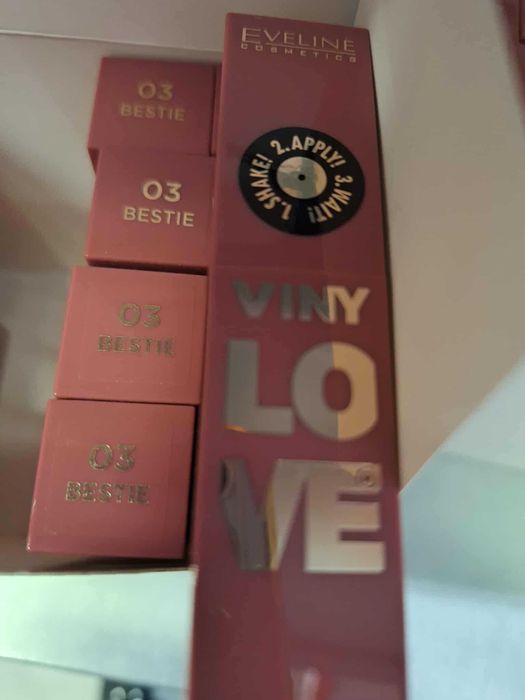 03
BESTIE
03
BESTIE
03
BESTIE
03
BESTIE
EVELINE
COSMETICS
1.SHAKE! 2.APPLY! 3.WAIT!
VINY
LO
VE®